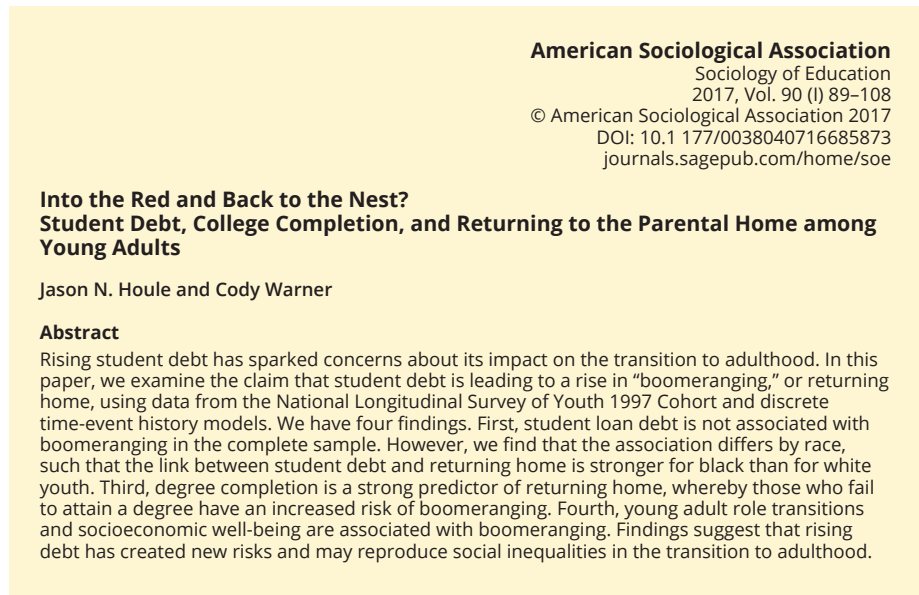 American Sociological Association
Sociology of Education
2017, Vol. 90 (I) 89–108
© American Sociological Association 2017
DOI: 10.1 177/0038040716685873
journals.sagepub.com/home/soe
Into the Red and Back to the Nest?
Student Debt, College Completion, and Returning to the Parental Home among
Young Adults
Jason N. Houle and Cody Warner
Abstract
Rising student debt has sparked concerns about its impact on the transition to adulthood. In this
paper, we examine the claim that student debt is leading to a rise in “boomeranging,” or returning
home, using data from the National Longitudinal Survey of Youth 1997 Cohort and discrete
time-event history models. We have four findings. First, student loan debt is not associated with
boomeranging in the complete sample. However, we find that the association differs by race,
such that the link between student debt and returning home is stronger for black than for white
youth. Third, degree completion is a strong predictor of returning home, whereby those who fail
to attain a degree have an increased risk of boomeranging. Fourth, young adult role transitions
and socioeconomic well-being are associated with boomeranging. Findings suggest that rising
debt has created new risks and may reproduce social inequalities in the transition to adulthood.